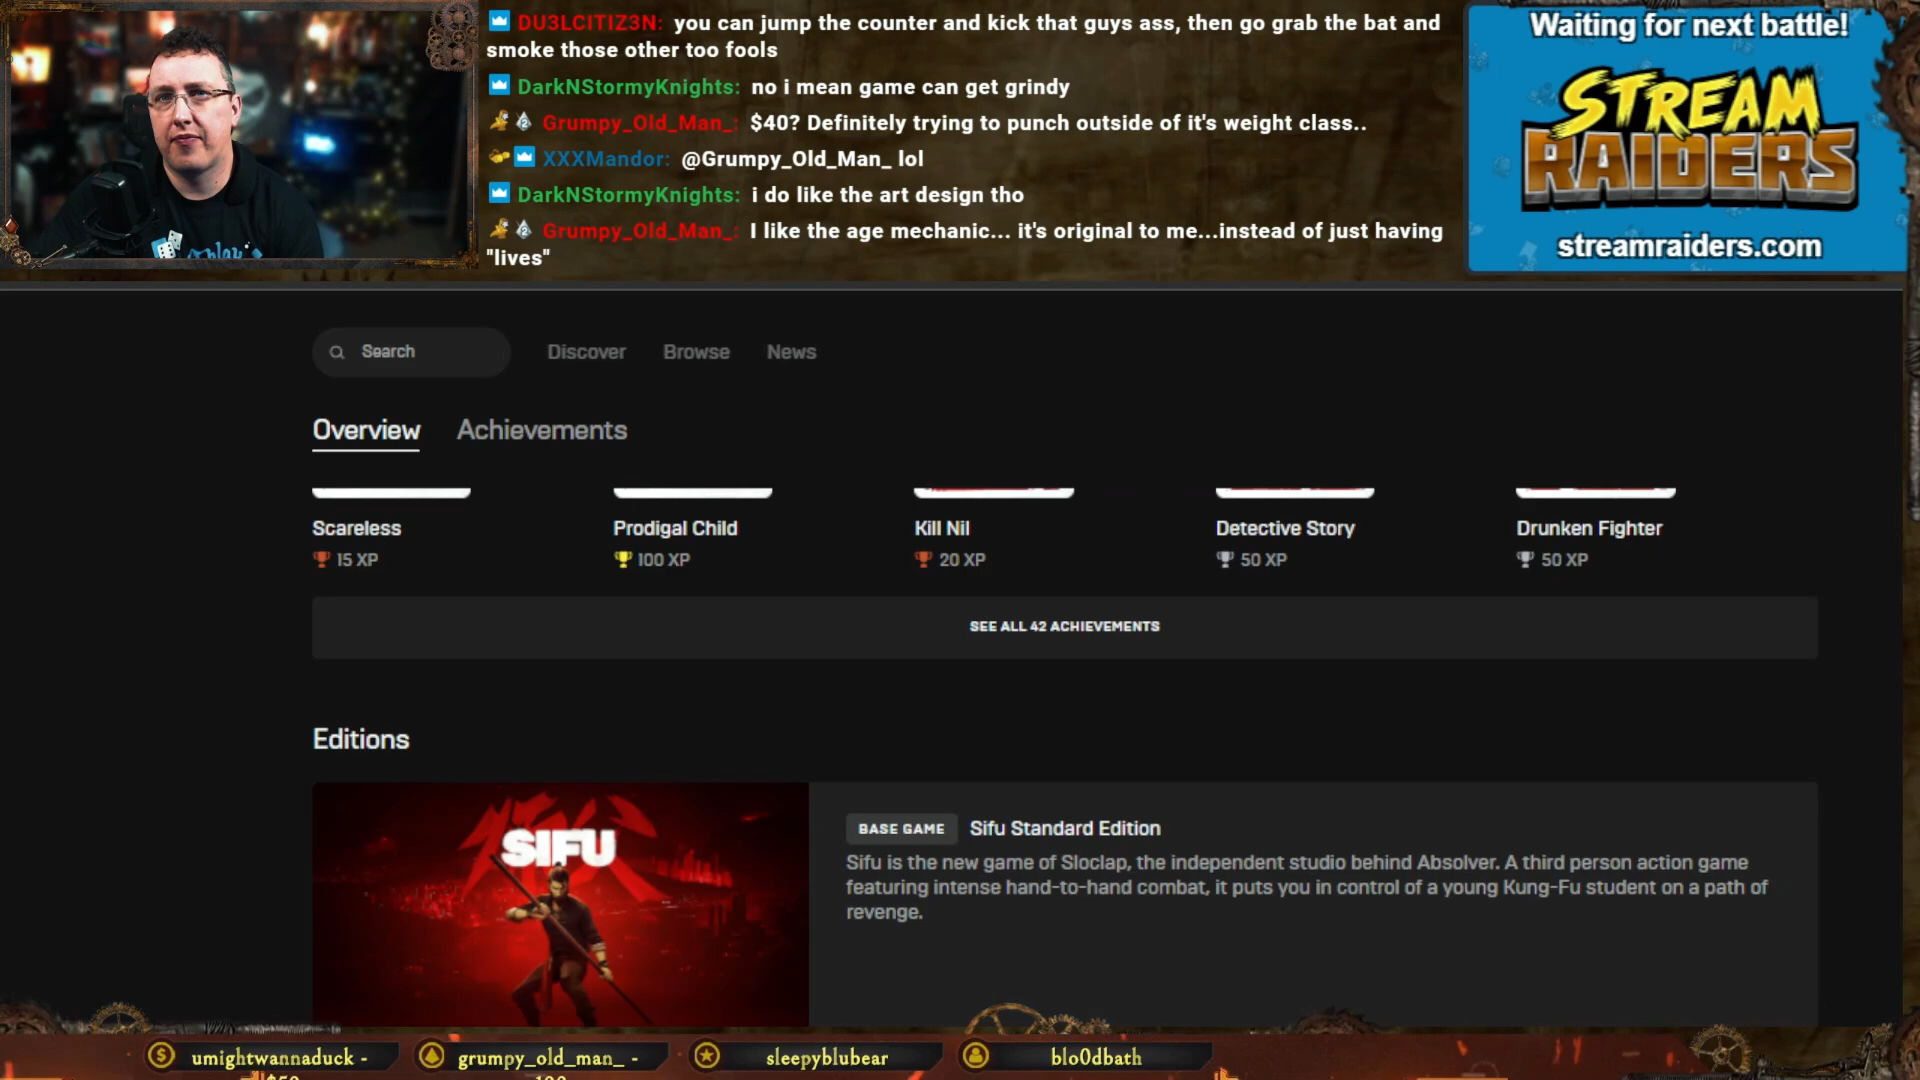 DU3LCITIZ3N: you can jump the counter and kick that guys ass, then go grab the bat and
smoke those other too fools
DarkNStormyKnights: no i mean game can get grindy
Grumpy_Old_Man_: $40? Definitely trying to punch outside of it's weight class..
XXXMandor: @Grumpy_Old_Man_ lol
DarkNStormyKnights: i do like the art design tho
Grumpy_Old_Man_: I like the age mechanic... it's original to me...instead of just having
"lives"
Waiting for next battle!
STREAM
RAIDERS
streamraiders.com
Search
Discover
Browse
News
Overview
Achievements
Scareless
Prodigal Child
Kill Nil
Detective Story
Drunken Fighter
15 XP
100 XP
20 XP
50 XP
50 XP
SEE ALL 42 ACHIEVEMENTS
Editions
SIFU
BASE GAME
Sifu Standard Edition
Sifu is the new game of Sloclap, the independent studio behind Absolver. A third person action game
featuring intense hand-to-hand combat, it puts you in control of a young Kung-Fu student on a path of
revenge.
umightwannaduck -
grumpy_old_man_ -
sleepyblubear
blo0dbath